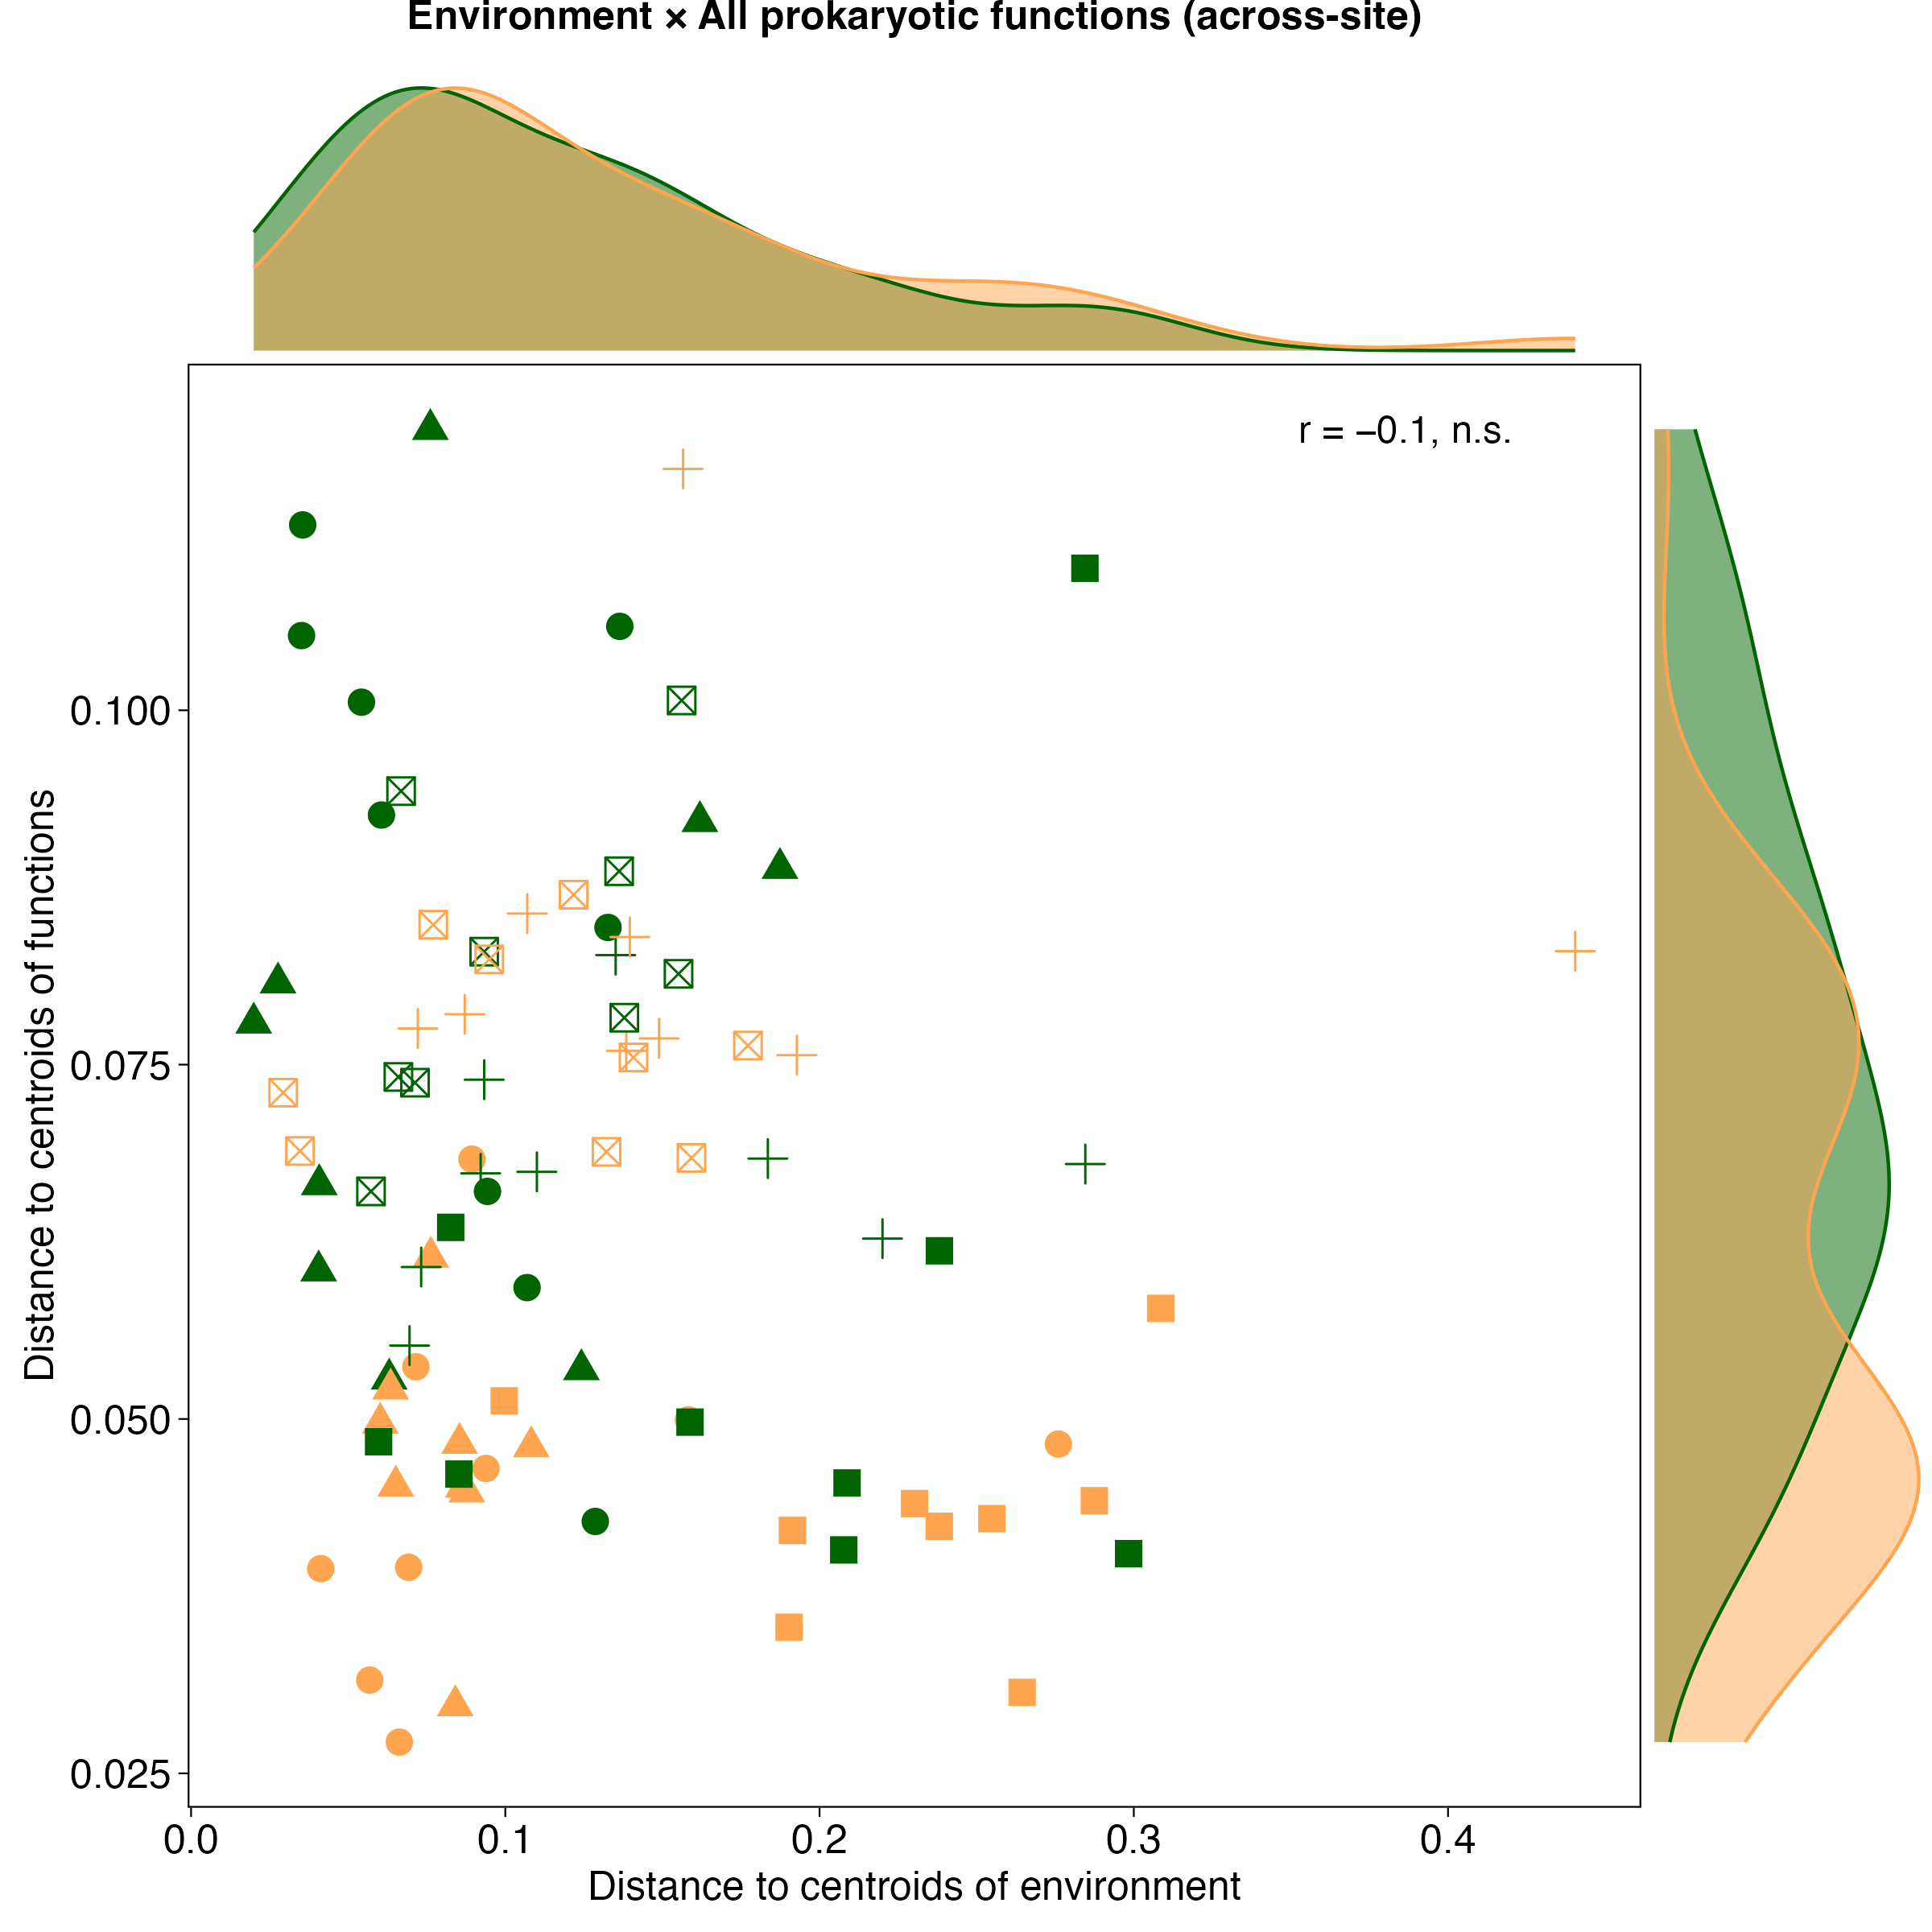 Environment × All prokaryotic functions (across-site)
r = −0.1, n.s.
Distance to centroids of functions
0.100
0.075
0.050
0.025
0.0 0.1 0.2 0.3 0.4
Distance to centroids of environment